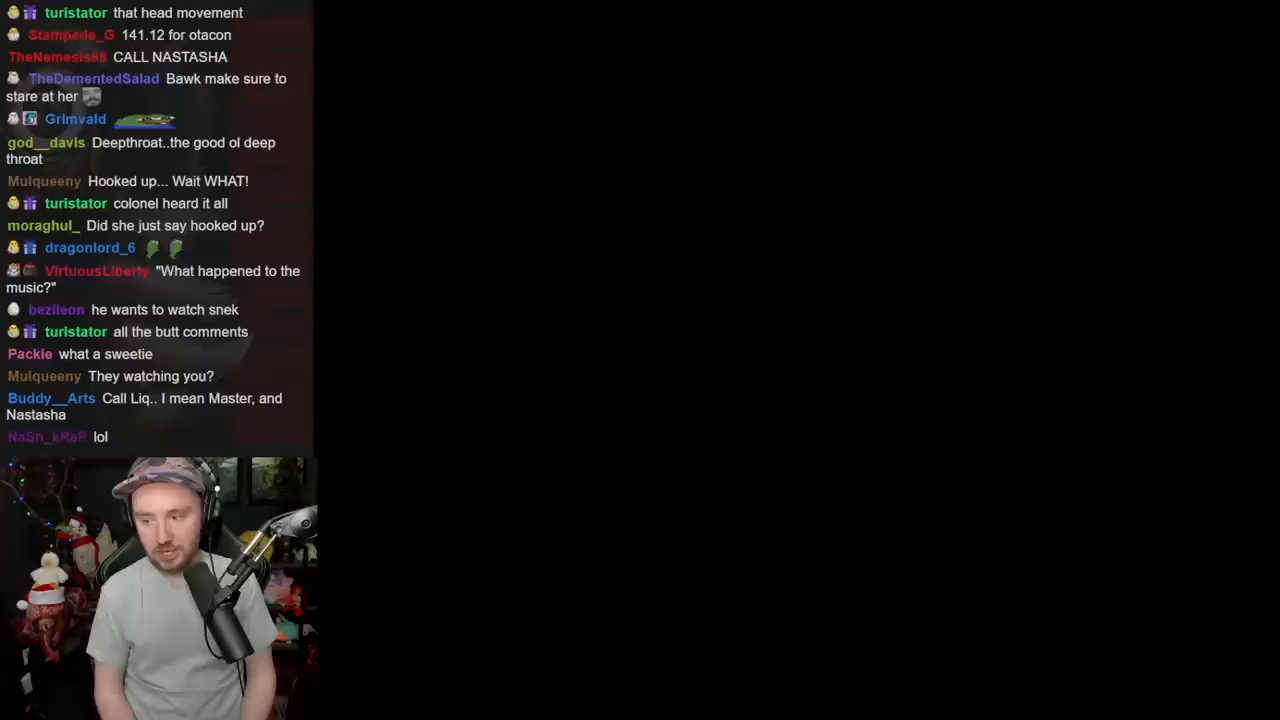 turistator that head movement
Stampede_G 141.12 for otacon
TheNemesis88 CALL NASTASHA
TheDementedSalad Bawk make sure to
stare at her
Grimvald
god__davis Deepthroat..the good ol deep
throat
Mulqueeny Hooked up... Wait WHAT!
turistator colonel heard it all
moraghul_ Did she just say hooked up?
dragonlord_6
VirtuousLiberty "What happened to the
music?"
bezileon he wants to watch snek
turistator all the butt comments
Packie what a sweetie
Mulqueeny They watching you?
Buddy__Arts Call Liq.. I mean Master, and
Nastasha
NaSh_kRaP lol